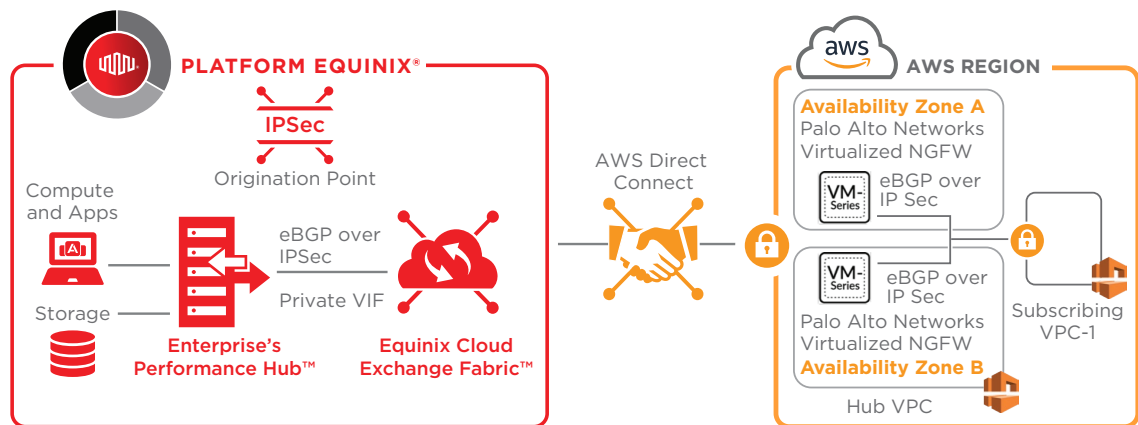 PLATFORM EQUINIX®
IPSec
Origination Point
Compute
and Apps
A
Storage
eBGP over
IPSec
Private VIF
Enterprise's
Performance Hub™
Equinix Cloud
Exchange Fabric™
AWS Direct
Connect
aws
AWS REGION
Availability Zone A
Palo Alto Networks
Virtualized NGFW
VM-
Series
eBGP over
IP Sec
VM-
Series
eBGP over
IP Sec
Palo Alto Networks
Virtualized NGFW
Availability Zone B
Hub VPC
Subscribing
VPC-1